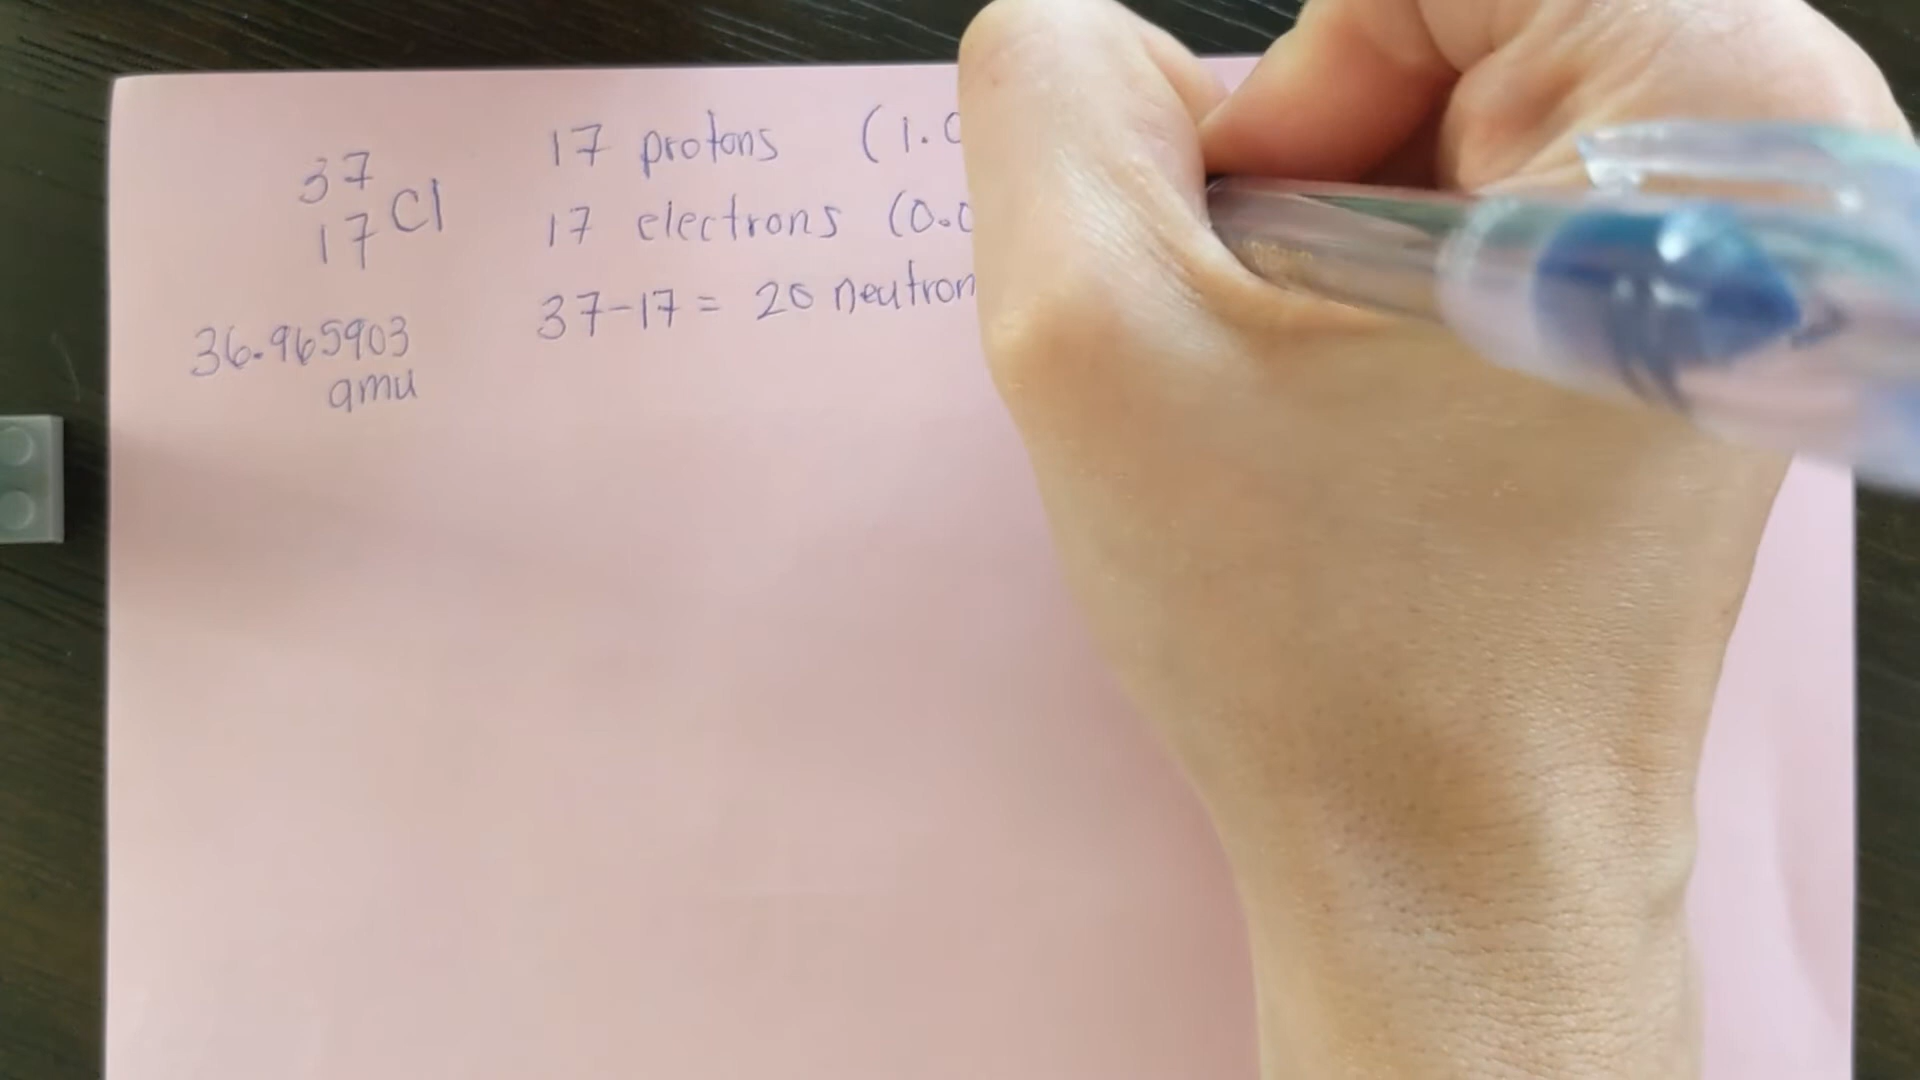 37
17 Cl
36.965903
amu
17 protons (1.0
17 electrons (0.0
37-17 = 20 neutron